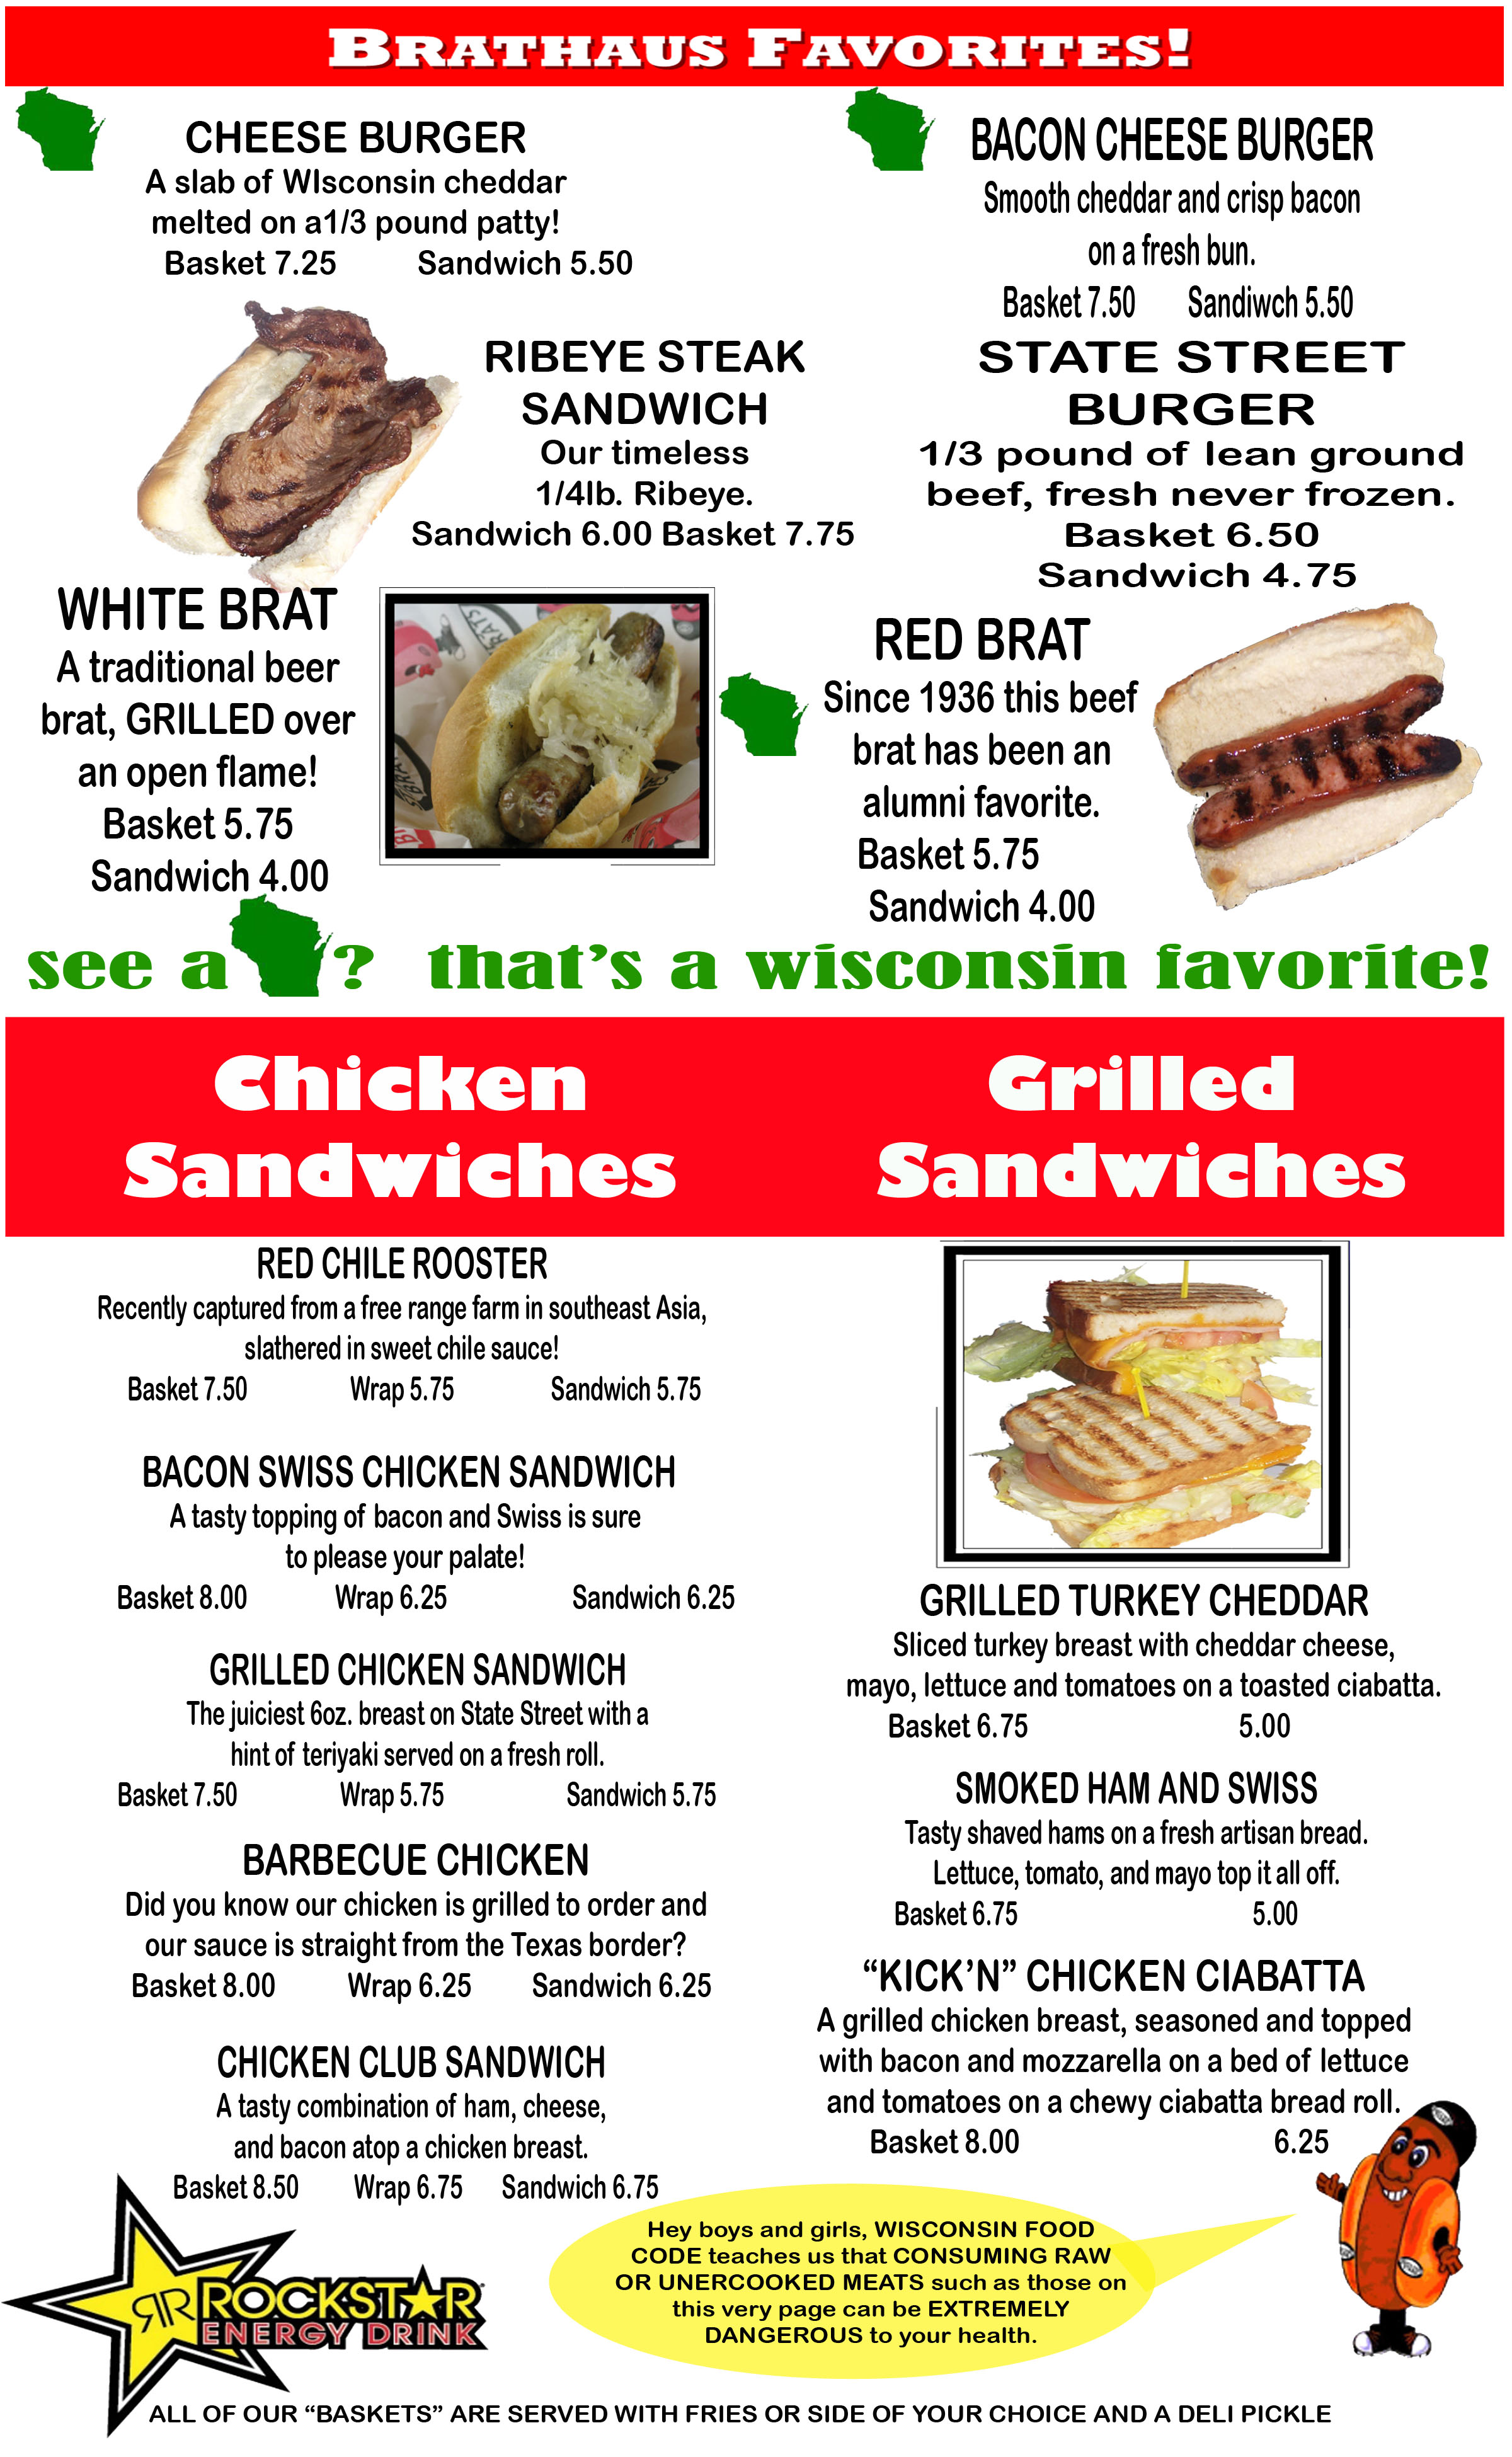 BRATHAUS FAVORITES!
CHEESE BURGER
A slab of WIsconsin cheddar
melted on a1/3 pound patty!
Basket 7.25 Sandwich 5.50
BACON CHEESE BURGER
Smooth cheddar and crisp bacon
on a fresh bun.
Basket 7.50 Sandiwch 5.50
RIBEYE STEAK
SANDWICH
Our timeless
1/4lb. Ribeye.
Sandwich 6.00 Basket 7.75
STATE STREET
BURGER
1/3 pound of lean ground
beef, fresh never frozen.
Basket 6.50
Sandwich 4.75
WHITE BRAT
A traditional beer
brat, GRILLED over
an open flame!
Basket 5.75
Sandwich 4.00
BRATS
RED BRAT
Since 1936 this beef
brat has been an
alumni favorite.
Basket 5.75
Sandwich 4.00
see a ? that's a wisconsin favorite!
Chicken
Sandwiches
RED CHILE ROOSTER
Recently captured from a free range farm in southeast Asia,
slathered in sweet chile sauce!
Basket 7.50 Wrap 5.75 Sandwich 5.75
BACON SWISS CHICKEN SANDWICH
A tasty topping of bacon and Swiss is sure
to please your palate!
Basket 8.00 Wrap 6.25 Sandwich 6.25
GRILLED CHICKEN SANDWICH
The juiciest 6oz. breast on State Street with a
hint of teriyaki served on a fresh roll.
Basket 7.50 Wrap 5.75 Sandwich 5.75
BARBECUE CHICKEN
Did you know our chicken is grilled to order and
our sauce is straight from the Texas border?
Basket 8.00 Wrap 6.25 Sandwich 6.25
CHICKEN CLUB SANDWICH
A tasty combination of ham, cheese,
and bacon atop a chicken breast.
Basket 8.50 Wrap 6.75 Sandwich 6.75
Grilled
Sandwiches
GRILLED TURKEY CHEDDAR
Sliced turkey breast with cheddar cheese,
mayo, lettuce and tomatoes on a toasted ciabatta.
Basket 6.75 5.00
SMOKED HAM AND SWISS
Tasty shaved hams on a fresh artisan bread.
Lettuce, tomato, and mayo top it all off.
Basket 6.75 5.00
“KICK’N” CHICKEN CIABATTA
A grilled chicken breast, seasoned and topped
with bacon and mozzarella on a bed of lettuce
and tomatoes on a chewy ciabatta bread roll.
Basket 8.00 6.25
RR ROCKSTAR
ENERGY DRINK
Hey boys and girls, WISCONSIN FOOD
CODE teaches us that CONSUMING RAW
OR UNERCOOKED MEATS such as those on
this very page can be EXTREMELY
DANGEROUS to your health.
ALL OF OUR “BASKETS” ARE SERVED WITH FRIES OR SIDE OF YOUR CHOICE AND A DELI PICKLE